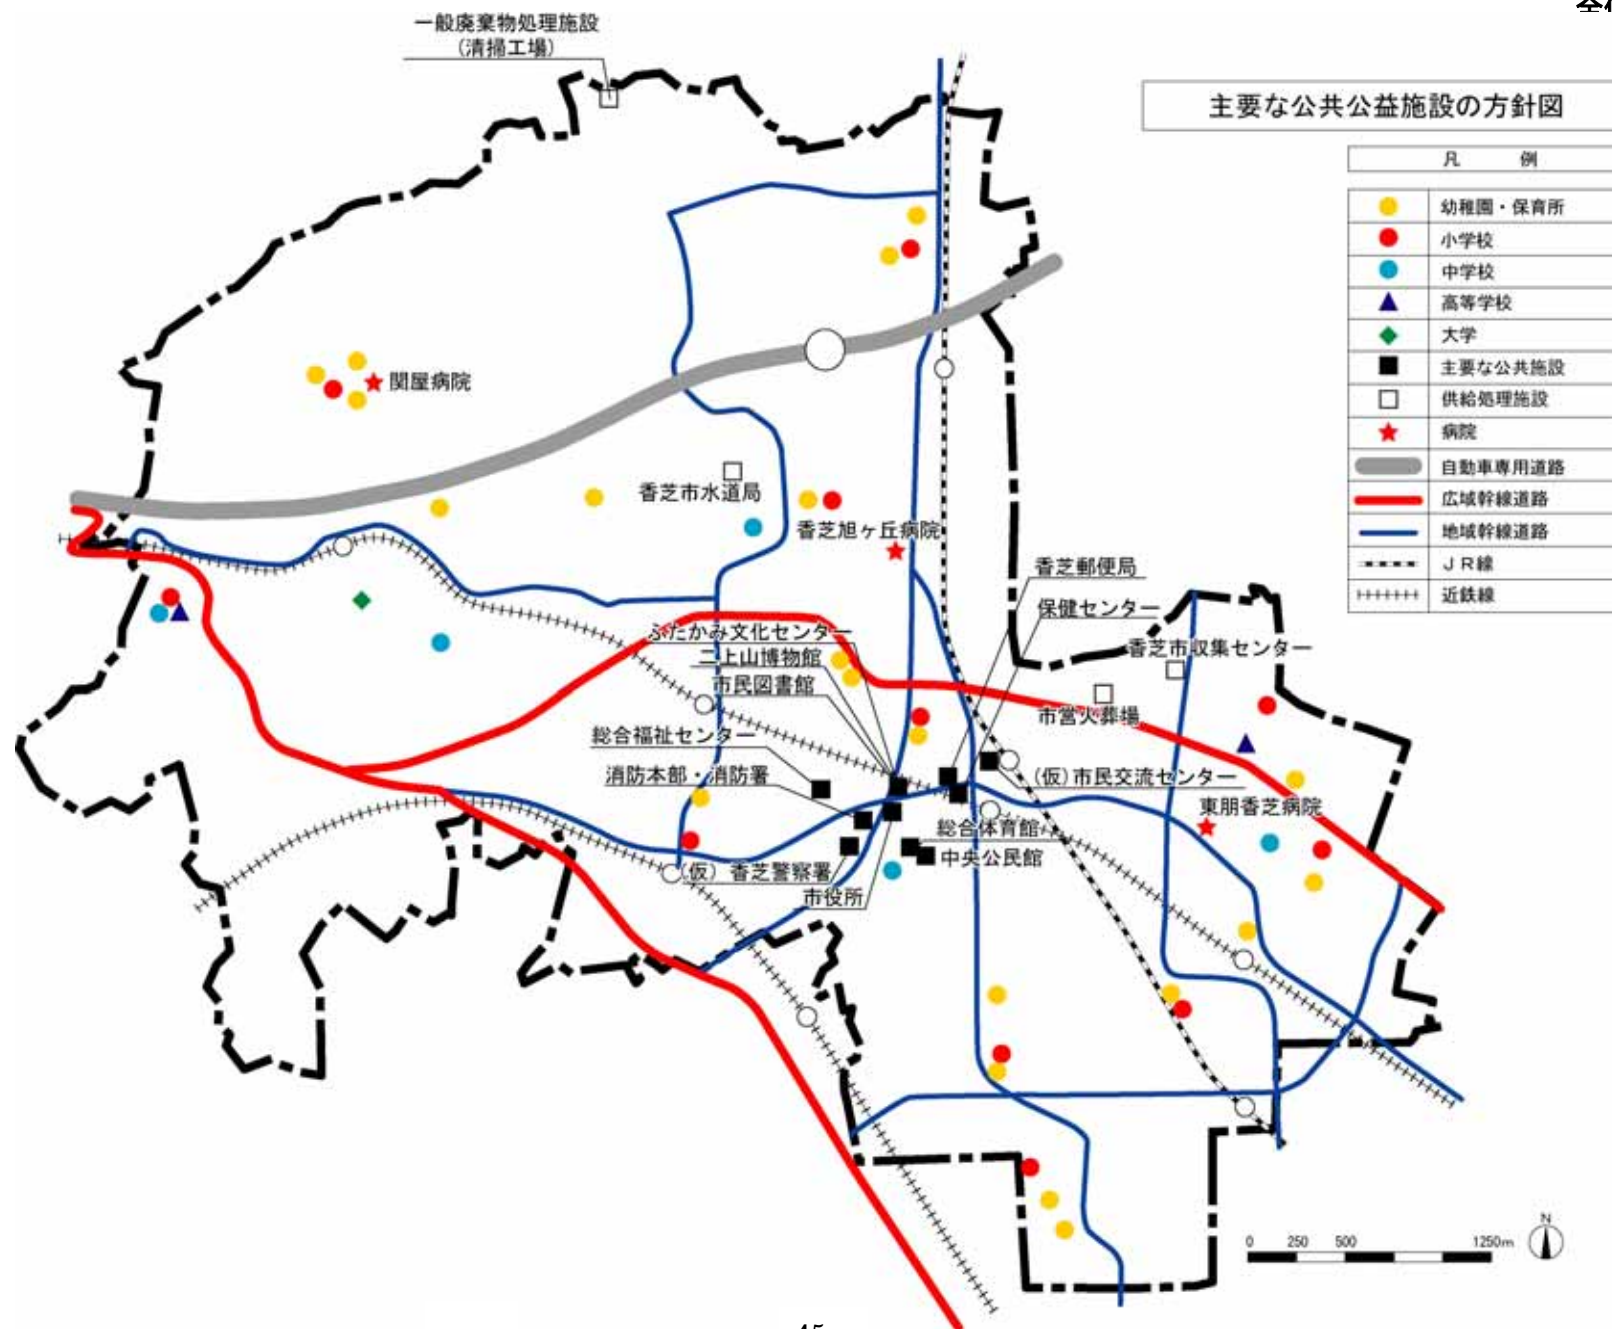 一般廃棄物処理施設
(清掃工場)
主要な公共公益施設の方針図
凡　例
幼稚園・保育所
小学校
中学校
高等学校
大学
主要な公共施設
供給処理施設
病院
自動車専用道路
広域幹線道路
地域幹線道路
ＪＲ線
近鉄線
関屋病院
香芝市水道局
香芝旭ヶ丘病院
香芝郵便局
保健センター
ふたかみ文化センター
二上山博物館
市民図書館
香芝市収集センター
市営火葬場
総合福祉センター
消防本部・消防署
(仮)市民交流センター
東朋香芝病院
総合体育館
中央公民館
(仮) 香芝警察署
市役所
N
0 250 500 1250m